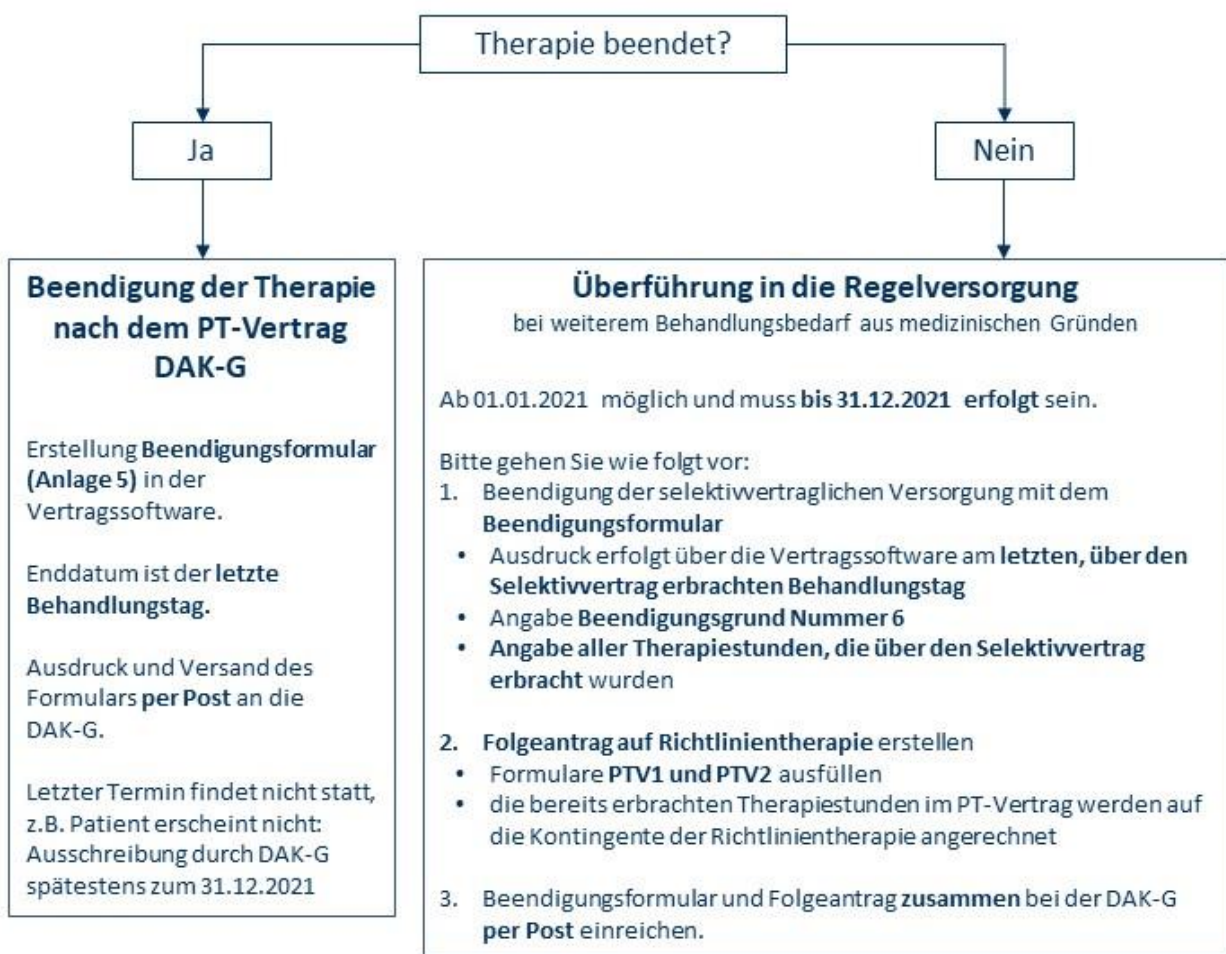 Therapie beendet?
Ja
Nein
Beendigung der Therapie
nach dem PT-Vertrag
DAK-G
Erstellung Beendigungsformular
(Anlage 5) in der
Vertragssoftware.
Enddatum ist der letzte
Behandlungstag.
Ausdruck und Versand des
Formulars per Post an die
DAK-G.
Letzter Termin findet nicht statt,
z.B. Patient erscheint nicht:
Ausschreibung durch DAK-G
spätestens zum 31.12.2021
Überführung in die Regelversorgung
bei weiterem Behandlungsbedarf aus medizinischen Gründen
Ab 01.01.2021 möglich und muss bis 31.12.2021 erfolgt sein.
Bitte gehen Sie wie folgt vor:
1. Beendigung der selektivvertraglichen Versorgung mit dem
Beendigungsformular
• Ausdruck erfolgt über die Vertragssoftware am letzten, über den
Selektivvertrag erbrachten Behandlungstag
• Angabe Beendigungsgrund Nummer 6
• Angabe aller Therapiestunden, die über den Selektivvertrag
erbracht wurden
2. Folgeantrag auf Richtlinientherapie erstellen
• Formulare PTV1 und PTV2 ausfüllen
• die bereits erbrachten Therapiestunden im PT-Vertrag werden auf
die Kontingente der Richtlinientherapie angerechnet
3. Beendigungsformular und Folgeantrag zusammen bei der DAK-G
per Post einreichen.